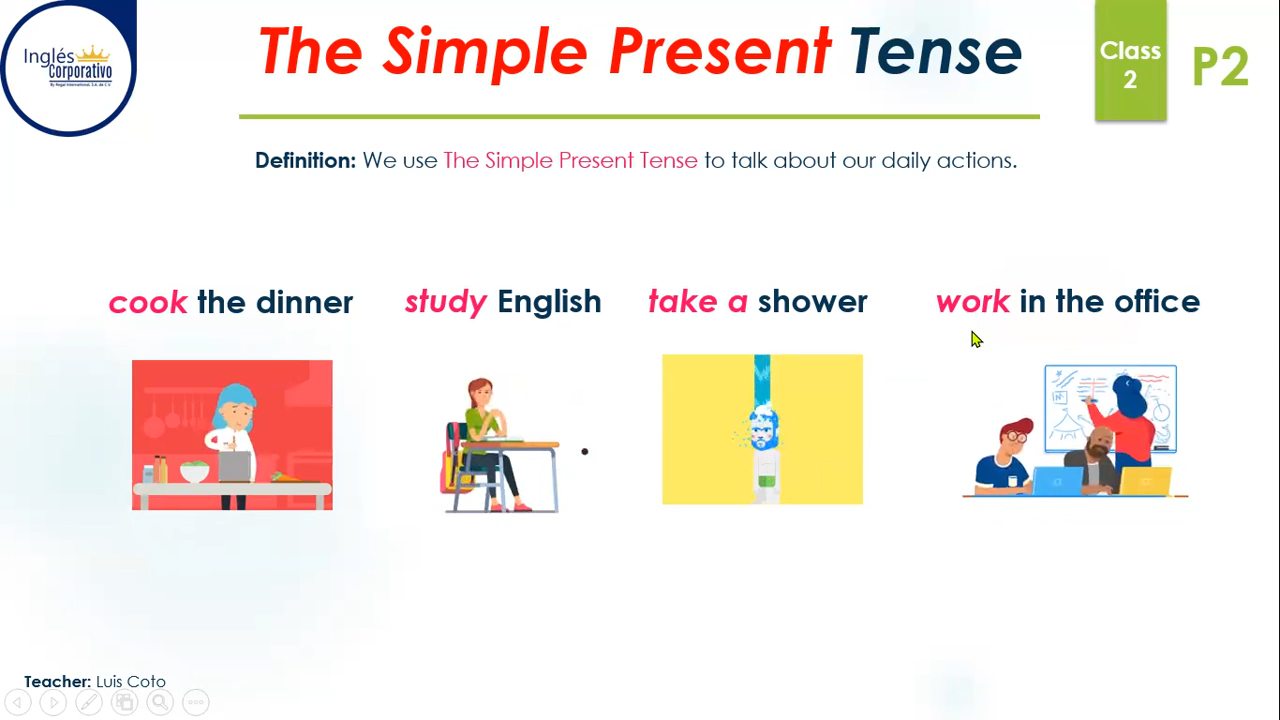 Inglés
Corporativo
By Regal International, S.A. de C.V.
The Simple Present Tense
Class
2
P2
Definition: We use The Simple Present Tense to talk about our daily actions.
cook the dinner
study English
take a shower
work in the office
Teacher: Luis Coto